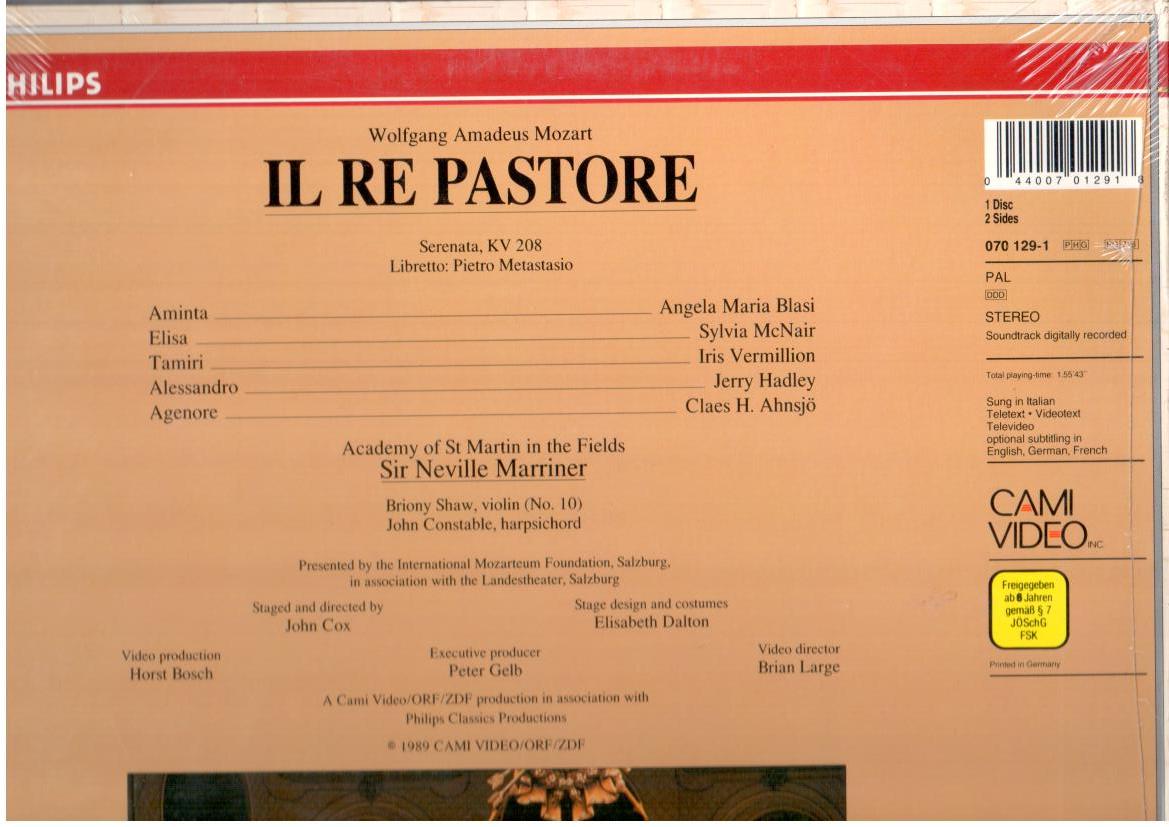 HILIPS
Wolfgang Amadeus Mozart
IL RE PASTORE
Serenata, KV 208
Libretto: Pietro Metastasio
Aminta Angela Maria Blasi
Elisa Sylvia McNair
Tamiri Iris Vermillion
Alessandro Jerry Hadley
Agenore Claes H. Ahnsjö
Academy of St Martin in the Fields
Sir Neville Marriner
Briony Shaw, violin (No. 10)
John Constable, harpsichord
Presented by the International Mozarteum Foundation, Salzburg,
in association with the Landestheater, Salzburg
Staged and directed by
John Cox
Stage design and costumes
Elisabeth Dalton
Video production
Horst Bosch
Executive producer
Peter Gelb
Video director
Brian Large
A Cami Video/ORF/ZDF production in association with
Philips Classics Productions
© 1989 CAMI VIDEO/ORF/ZDF
0 44007 01291 8
1 Disc
2 Sides
070 129-1 PHG
PAL
DDD
STEREO
Soundtrack digitally recorded
Total playing-time: 1.55'43"
Sung in Italian
Teletext • Videotext
Televideo
optional subtitling in
English, German, French
CAMI
VIDEO INC.
Freigegeben
ab 6 Jahren
gemäß § 7
JÖSchG
FSK
Printed in Germany